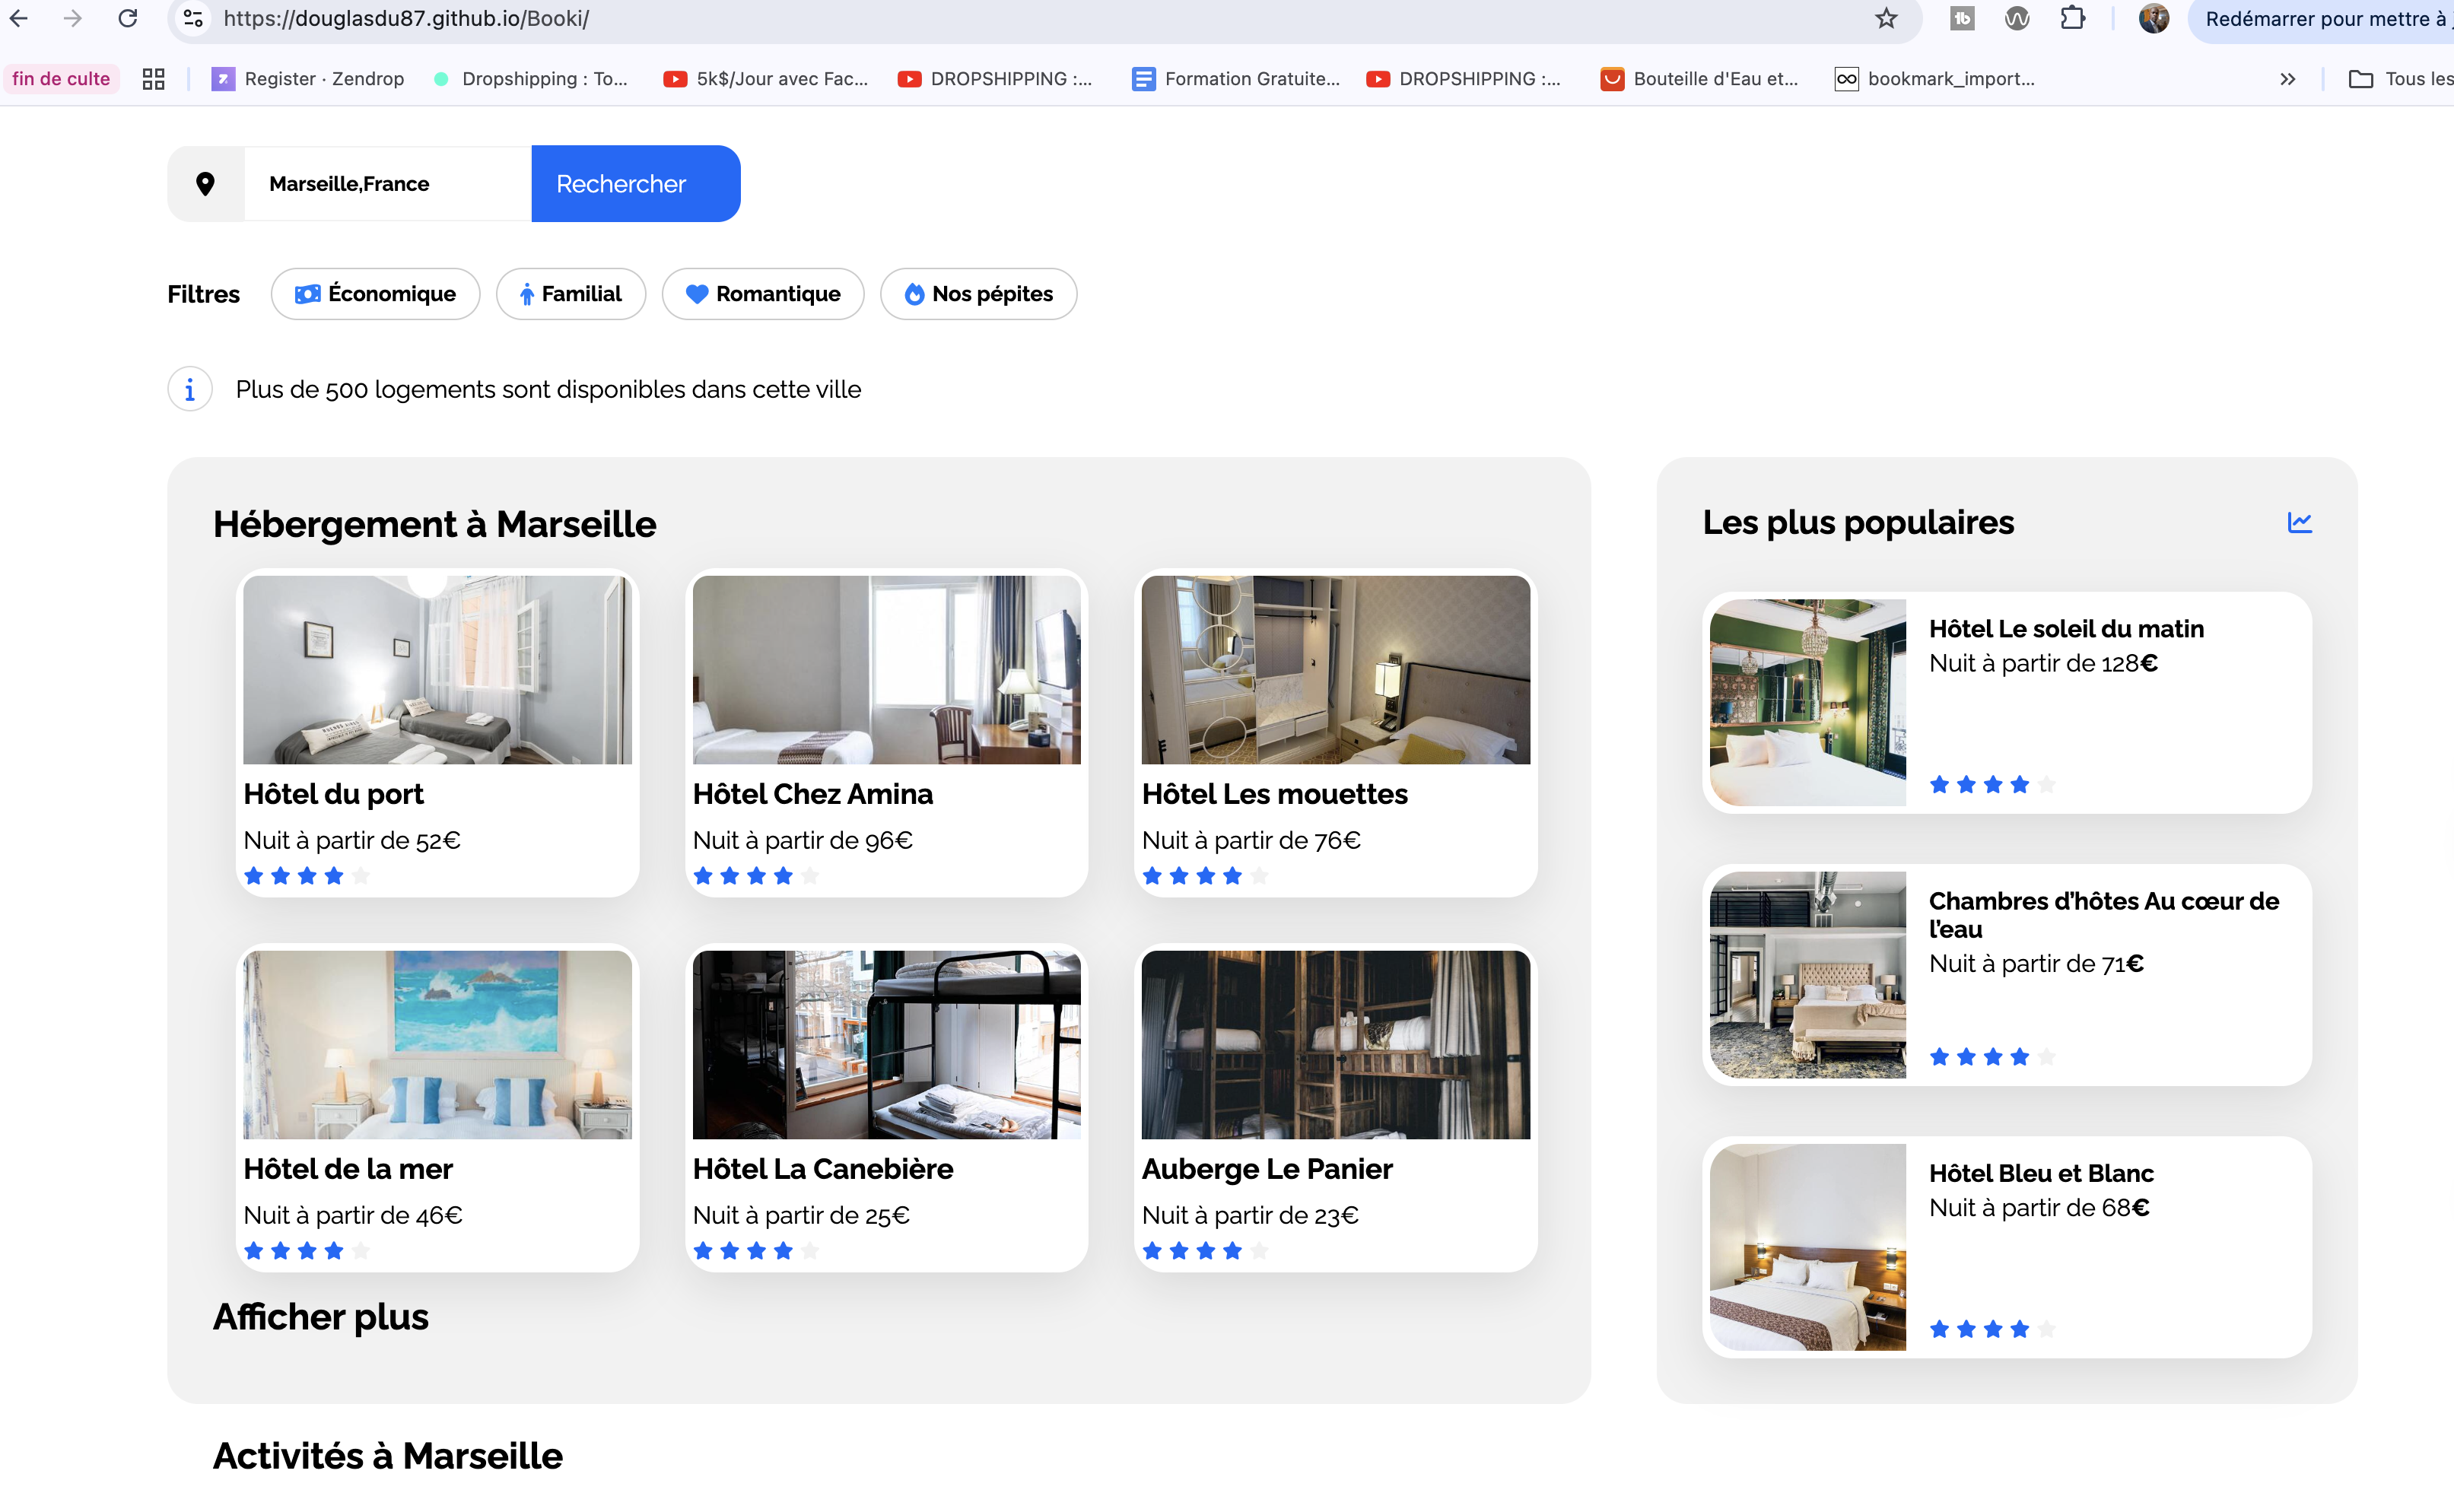 https://douglasdu87.github.io/Booki/
Redémarrer pour mettre à
fin de culte
Register · Zendrop
Dropshipping : To...
5k$/Jour avec Fac...
DROPSHIPPING :...
Formation Gratuite...
DROPSHIPPING :...
Bouteille d'Eau et...
bookmark_import...
Tous les
Marseille,France
Rechercher
Filtres
Économique
Familial
Romantique
Nos pépites
Plus de 500 logements sont disponibles dans cette ville
Hébergement à Marseille
Hôtel du port
Nuit à partir de 52€
Hôtel Chez Amina
Nuit à partir de 96€
Hôtel Les mouettes
Nuit à partir de 76€
Hôtel de la mer
Nuit à partir de 46€
Hôtel La Canebière
Nuit à partir de 25€
Auberge Le Panier
Nuit à partir de 23€
Afficher plus
Les plus populaires
Hôtel Le soleil du matin
Nuit à partir de 128€
Chambres d’hôtes Au cœur de
l’eau
Nuit à partir de 71€
Hôtel Bleu et Blanc
Nuit à partir de 68€
Activités à Marseille